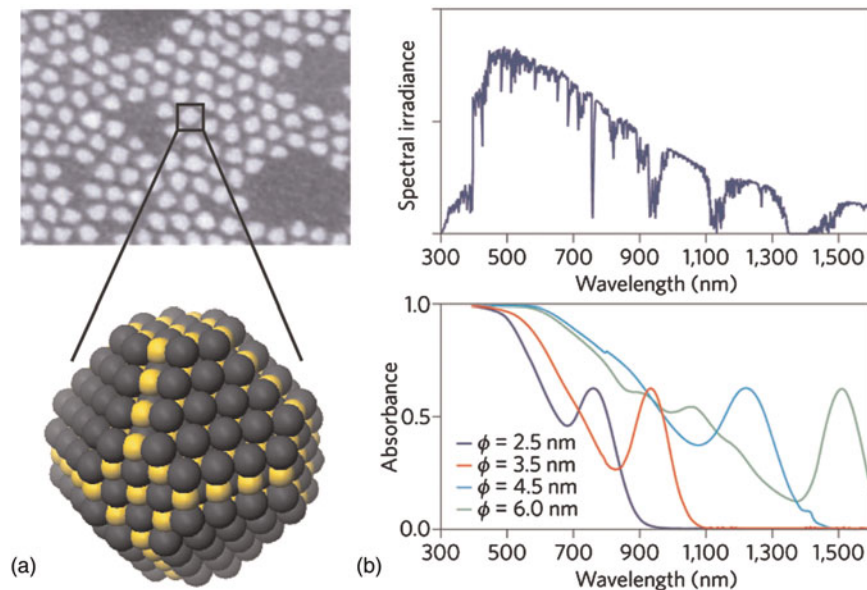 (a)
(b)
Spectral irradiance
300 500 700 900 1,100 1,300 1,500
Wavelength (nm)
1.0
0.5
0.0
Absorbance
ϕ = 2.5 nm
ϕ = 3.5 nm
ϕ = 4.5 nm
ϕ = 6.0 nm
300 500 700 900 1,100 1,300 1,500
Wavelength (nm)